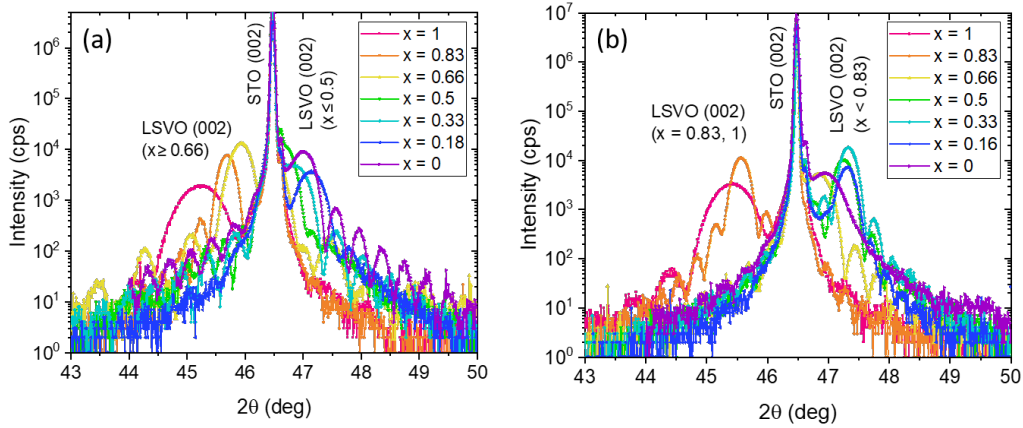 (a)
STO (002)
LSVO (002)
(x ≤ 0.5)
LSVO (002)
(x ≥ 0.66)
x = 1
x = 0.83
x = 0.66
x = 0.5
x = 0.33
x = 0.18
x = 0
Intensity (cps)
10⁶
10⁵
10⁴
10³
10²
10¹
10⁰
43 44 45 46 47 48 49 50
2θ (deg)
(b)
STO (002)
LSVO (002)
(x < 0.83)
LSVO (002)
(x = 0.83, 1)
x = 1
x = 0.83
x = 0.66
x = 0.5
x = 0.33
x = 0.16
x = 0
Intensity (cps)
10⁷
10⁶
10⁵
10⁴
10³
10²
10¹
10⁰
43 44 45 46 47 48 49 50
2θ (deg)